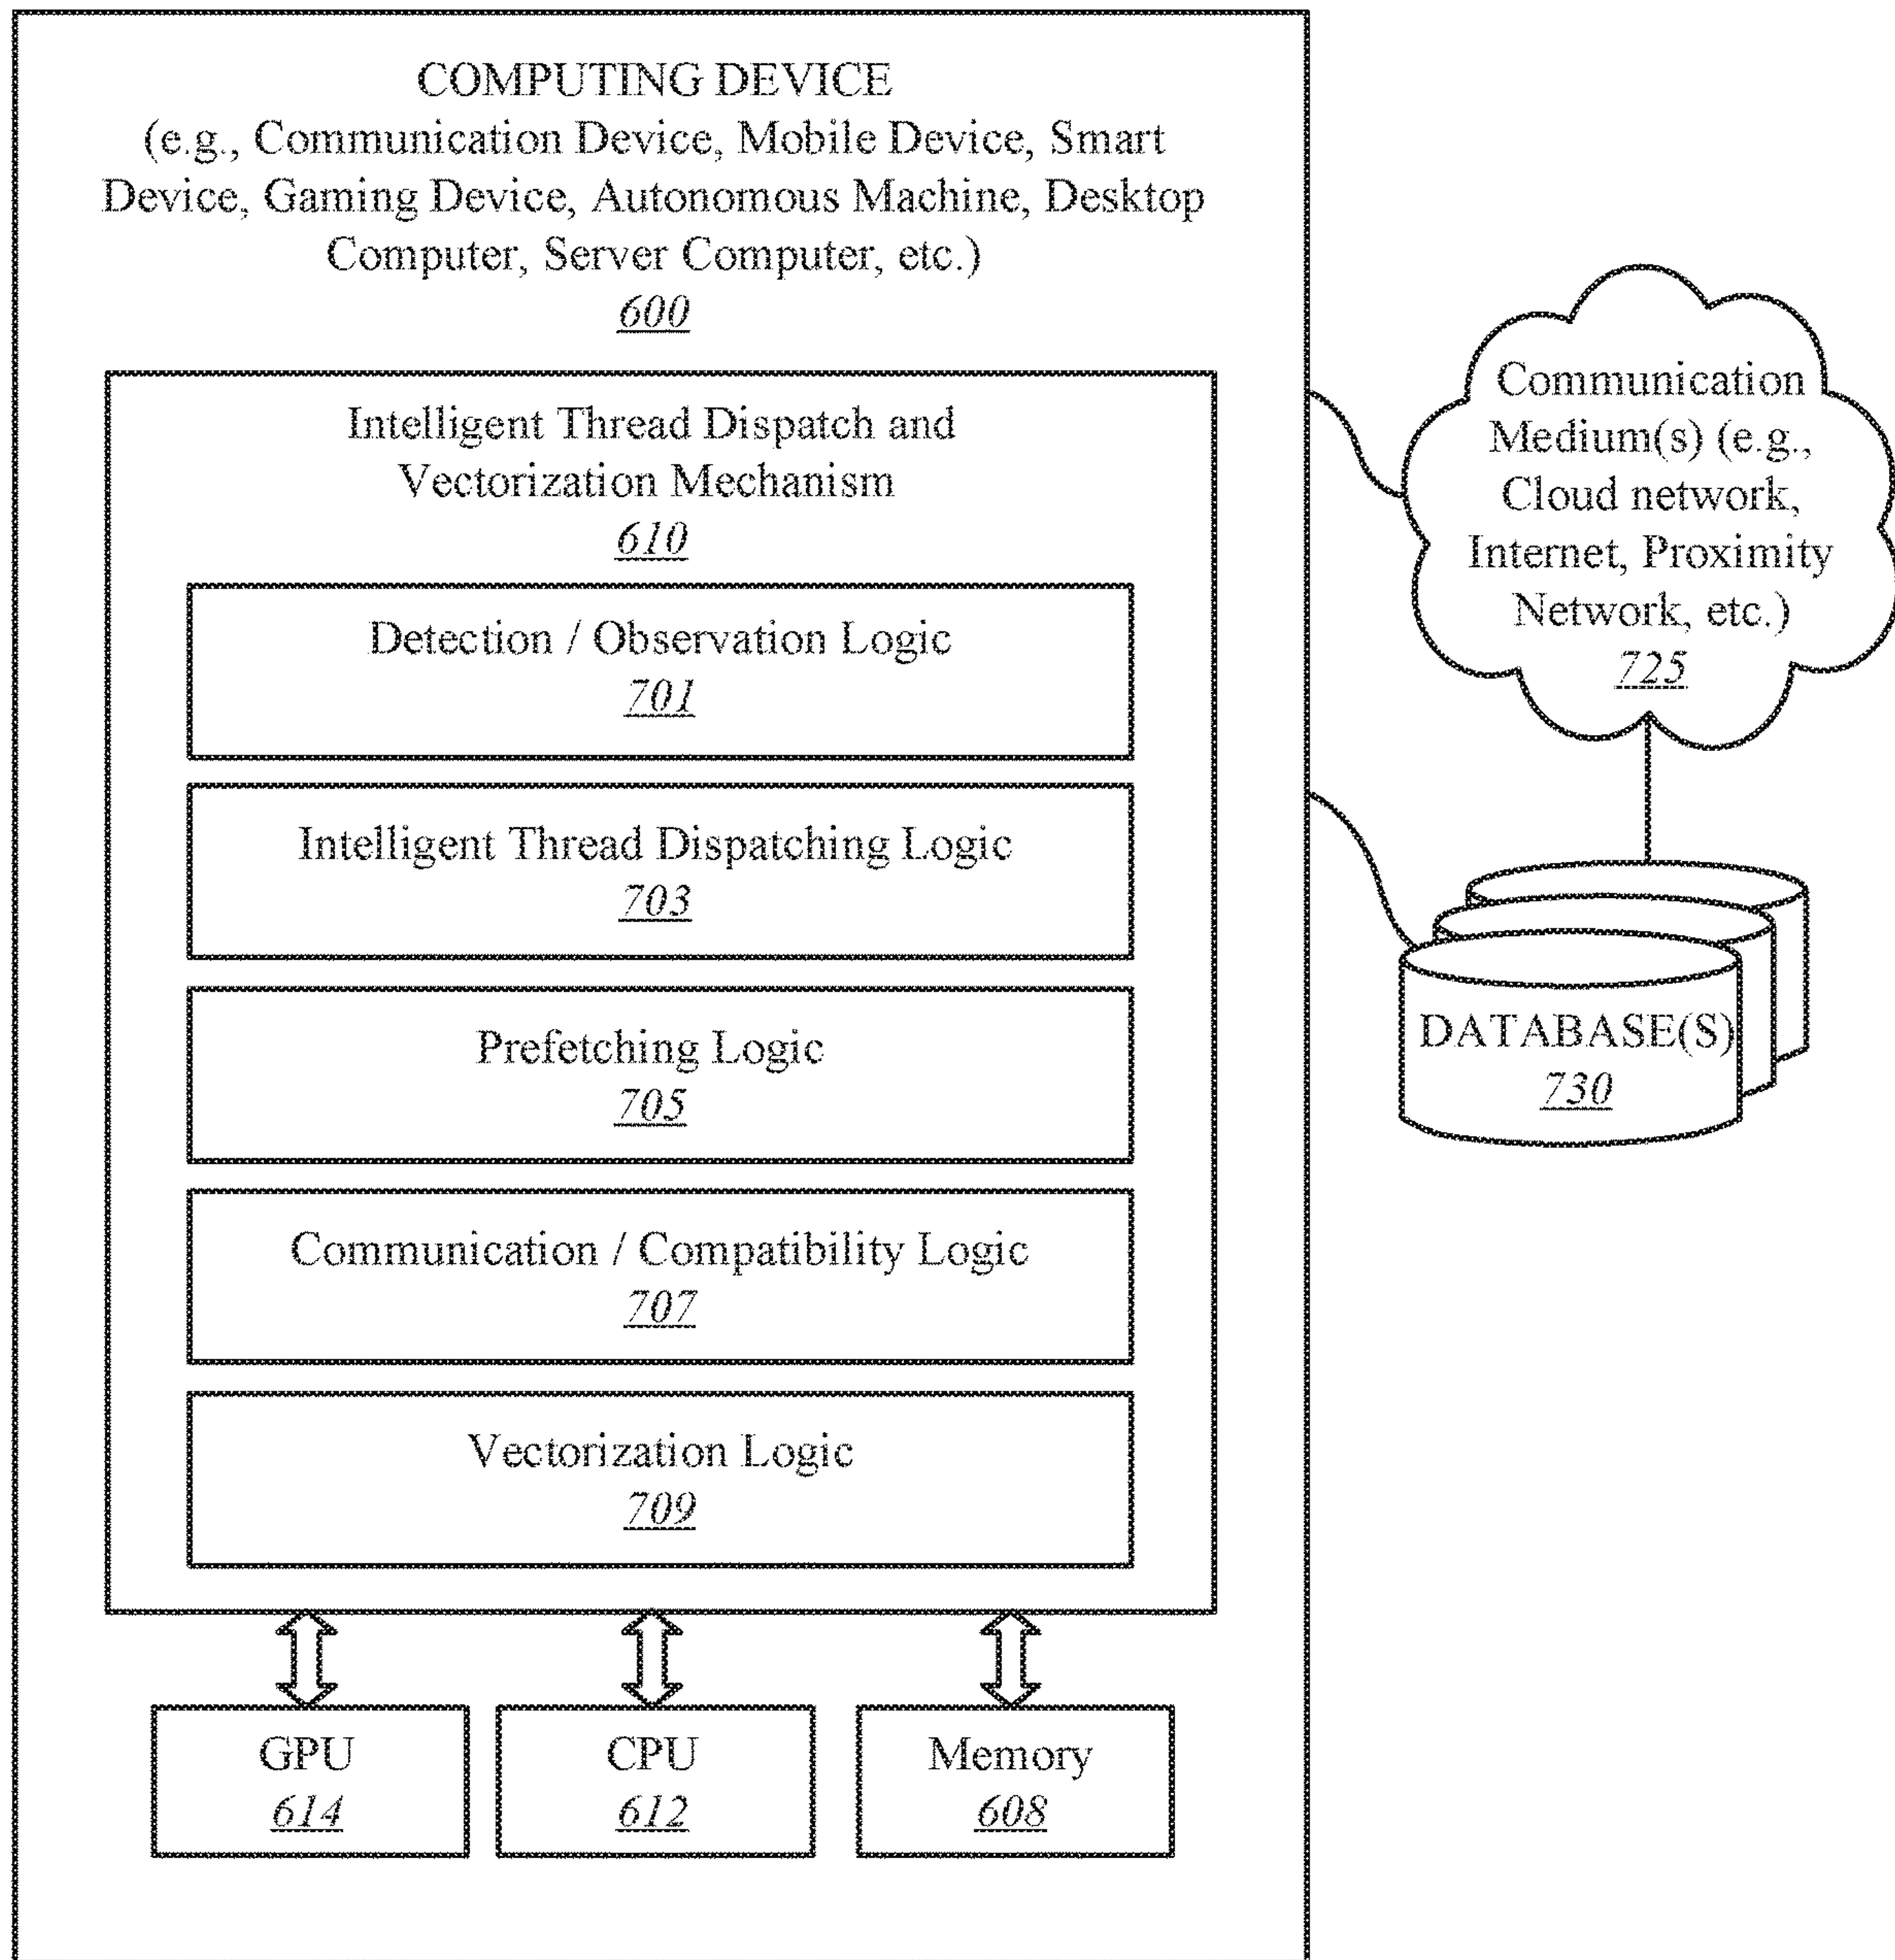 COMPUTING DEVICE
(e.g., Communication Device, Mobile Device, Smart
Device, Gaming Device, Autonomous Machine, Desktop
Computer, Server Computer, etc.)
600
Intelligent Thread Dispatch and
Vectorization Mechanism
610
Detection / Observation Logic
701
Intelligent Thread Dispatching Logic
703
Prefetching Logic
705
Communication / Compatibility Logic
707
Vectorization Logic
709
GPU
614
CPU
612
Memory
608
Communication
Medium(s) (e.g.,
Cloud network,
Internet, Proximity
Network, etc.)
725
DATABASE(S)
730